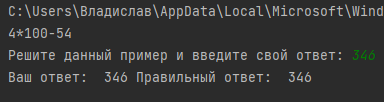 C:\Users\Владислав\AppData\Local\Microsoft\Wind
4*100-54
Решите данный пример и введите свой ответ: 346
Ваш ответ:  346 Правильный ответ:  346